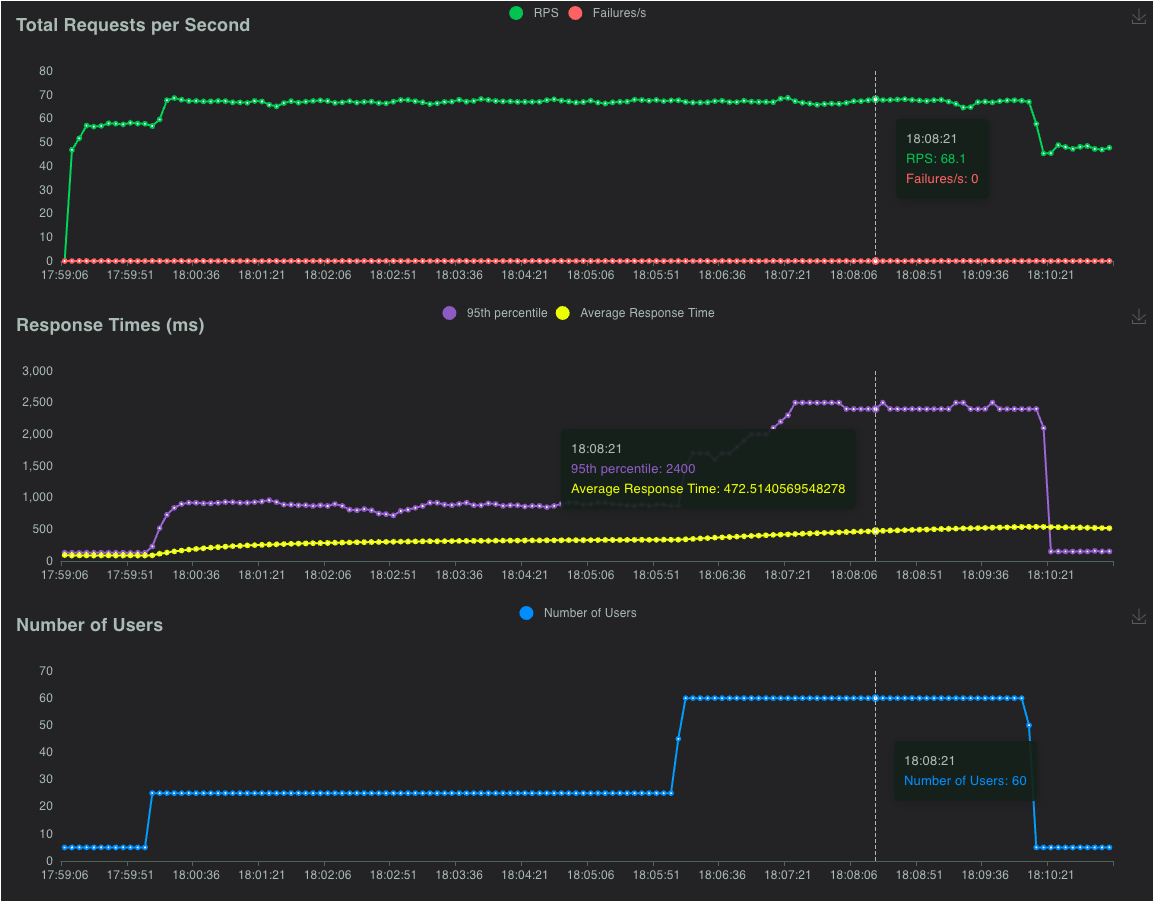 Total Requests per Second
RPS Failures/s
80
70
60
50
40
30
20
10
0
18:08:21
RPS: 68.1
Failures/s: 0
17:59:06 17:59:51 18:00:36 18:01:21 18:02:06 18:02:51 18:03:36 18:04:21 18:05:06 18:05:51 18:06:36 18:07:21 18:08:06 18:08:51 18:09:36 18:10:21
Response Times (ms)
95th percentile Average Response Time
3,000
2,500
2,000
1,500
1,000
500
0
18:08:21
95th percentile: 2400
Average Response Time: 472.5140569548278
17:59:06 17:59:51 18:00:36 18:01:21 18:02:06 18:02:51 18:03:36 18:04:21 18:05:06 18:05:51 18:06:36 18:07:21 18:08:06 18:08:51 18:09:36 18:10:21
Number of Users
Number of Users
70
60
50
40
30
20
10
0
18:08:21
Number of Users: 60
17:59:06 17:59:51 18:00:36 18:01:21 18:02:06 18:02:51 18:03:36 18:04:21 18:05:06 18:05:51 18:06:36 18:07:21 18:08:06 18:08:51 18:09:36 18:10:21